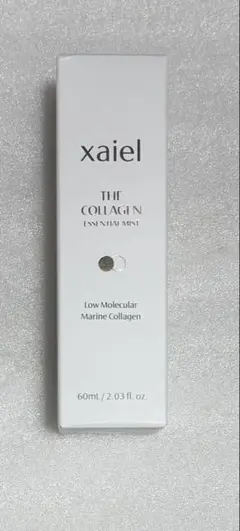 xaiel
THE
COLLAGEN
ESSENTIAL MIST
Low Molecular
Marine Collagen
60mL / 2.03 fl. oz.